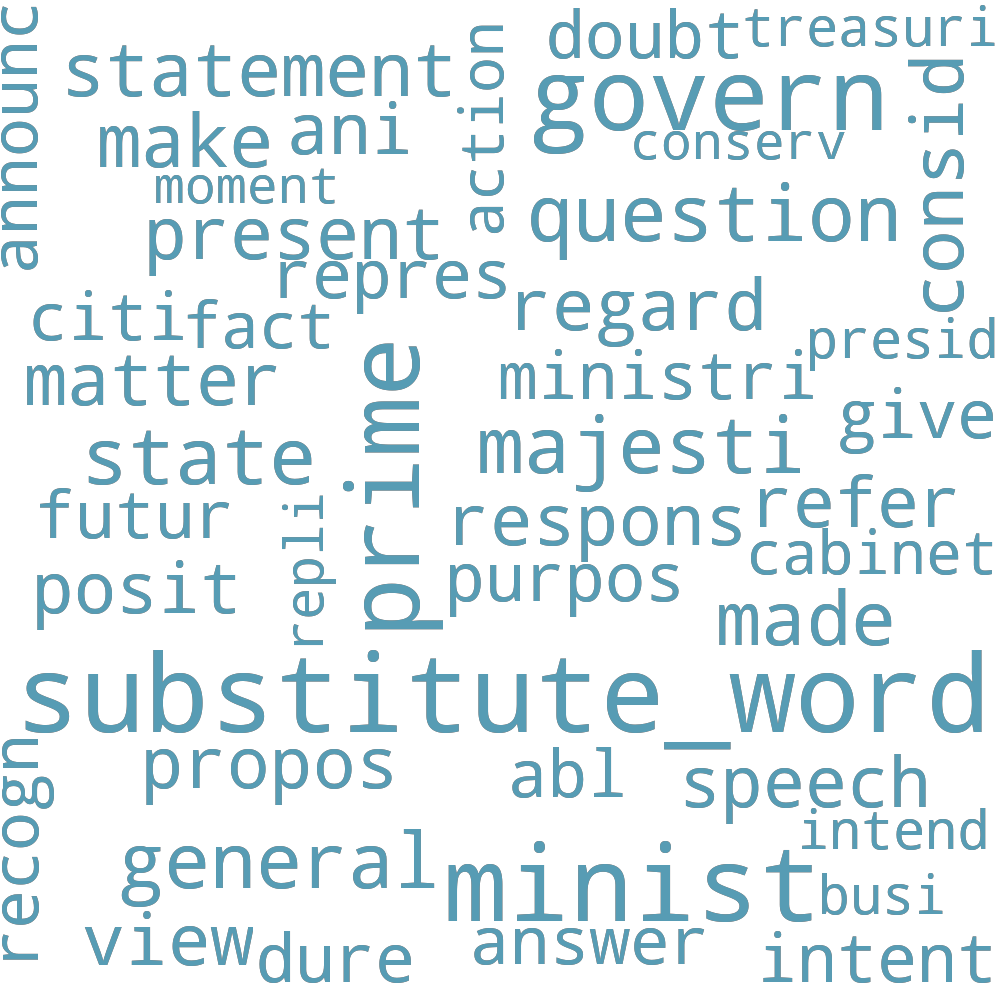 announc
statement
action
doubt
treasuri
govern
consid
make
ani
conserv
moment
present
question
repres
regard
citi
fact
presid
matter
prime
ministri
give
state
majesti
futur
repli
respons
refer
cabinet
posit
purpos
made
substitute_word
recogn
propos
abl
speech
intend
general
minist
busi
view
dure
answer
intent